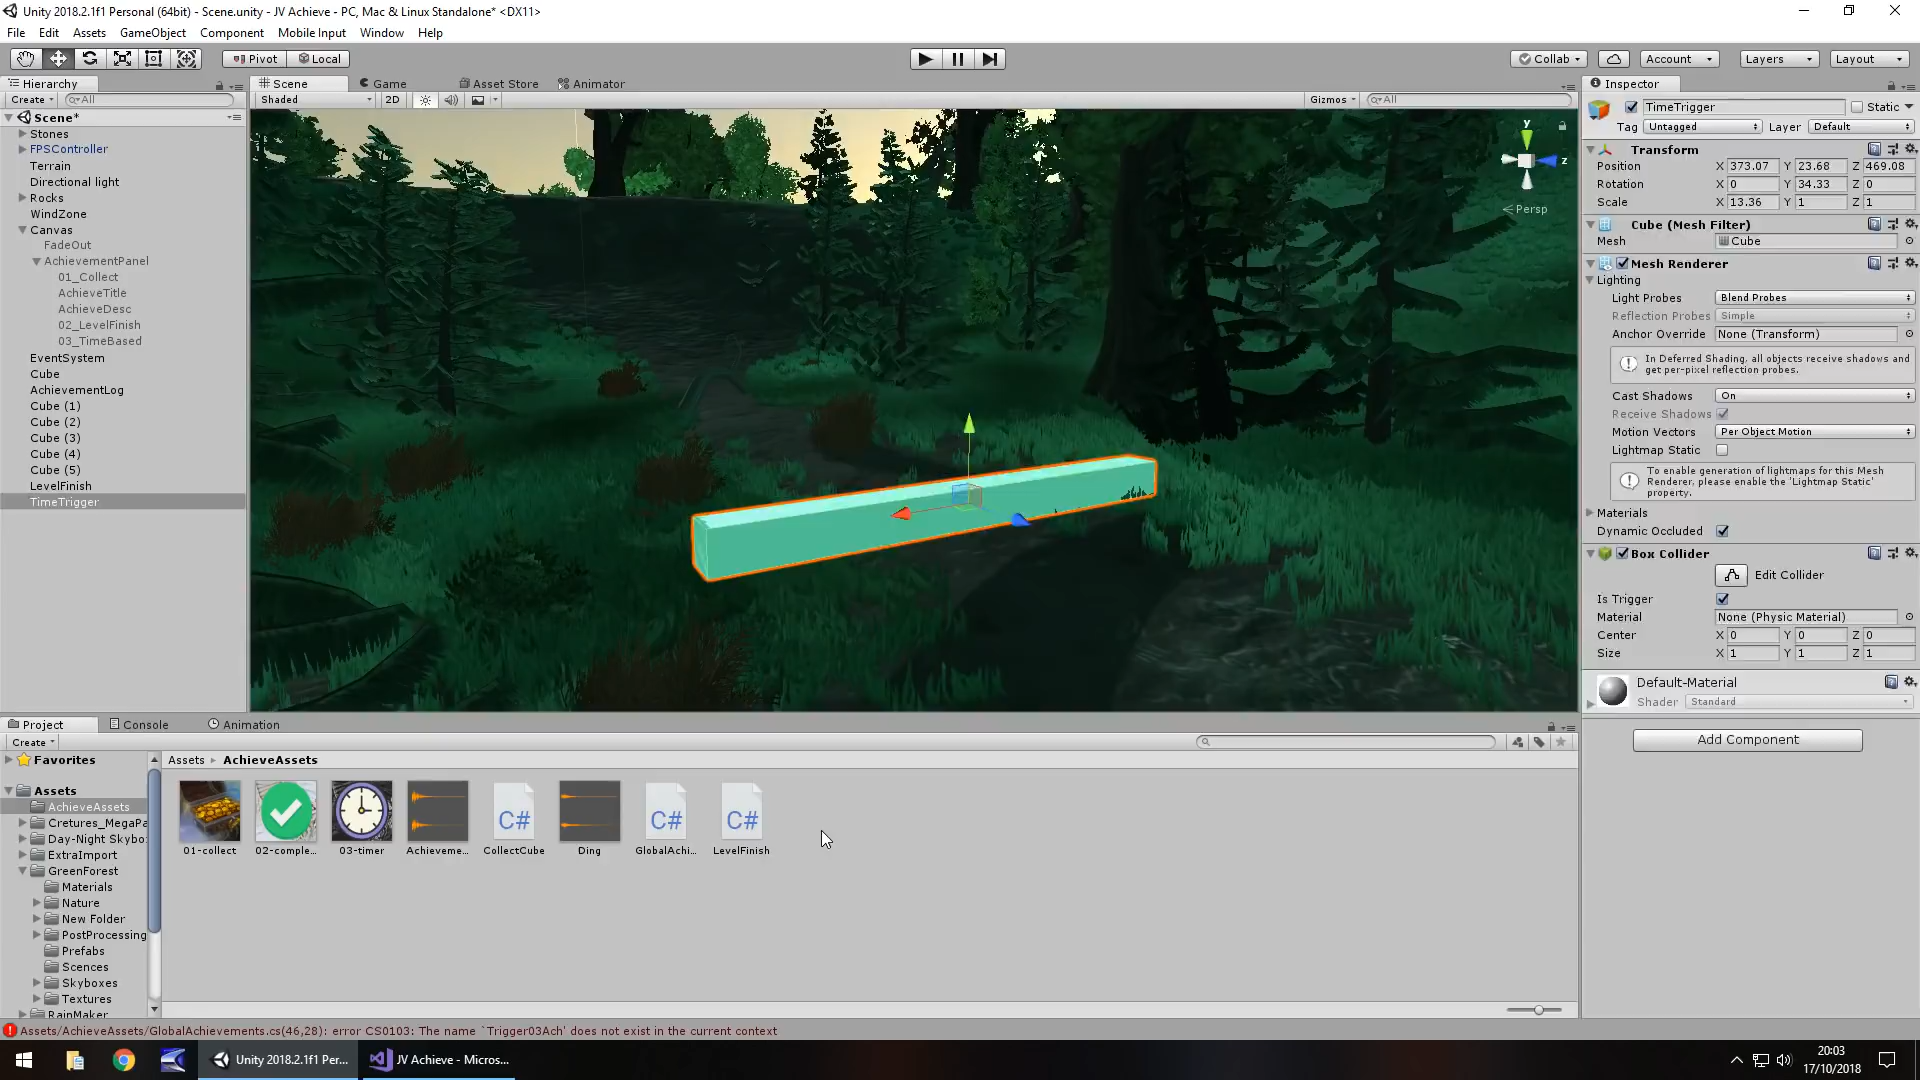 Unity 2018.2.1f1 Personal (64bit) - Scene.unity - JV Achieve - PC, Mac & Linux Standalone* <DX11>
File Edit Assets GameObject Component Mobile Input Window Help
Pivot Local Collab Account Layers Layout
Hierarchy Scene Game Asset Store Animator Inspector
Create All Shaded 2D Gizmos All
TimeTrigger Static
Scene*
Stones
Tag Untagged Layer Default
FPSController
Transform
Terrain
Position X 373.07 Y 23.68 Z 469.08
Directional light
Rotation X 0 Y 34.33 Z 0
Rocks
Scale X 13.36 Y 1 Z 1
WindZone
y
z
Persp
Canvas
Cube (Mesh Filter)
FadeOut
Mesh Cube
AchievementPanel
Mesh Renderer
01_Collect
Lighting
AchieveTitle
Light Probes Blend Probes
AchieveDesc
Reflection Probes Simple
02_LevelFinish
Anchor Override None (Transform)
03_TimeBased
EventSystem
In Deferred Shading, all objects receive shadows and
get per-pixel reflection probes.
Cube
AchievementLog
Cast Shadows On
Cube (1)
Receive Shadows
Cube (2)
Motion Vectors Per Object Motion
Cube (3)
Lightmap Static
Cube (4)
Cube (5)
To enable generation of lightmaps for this Mesh
Renderer, please enable the 'Lightmap Static'
property.
LevelFinish
TimeTrigger
Materials
Dynamic Occluded
Box Collider
Edit Collider
Is Trigger
Material None (Physic Material)
Center X 0 Y 0 Z 0
Size X 1 Y 1 Z 1
Default-Material
Shader Standard
Add Component
Project Console Animation
Create
Favorites
Assets ▸ AchieveAssets
Assets
AchieveAssets
Cretures_MegaPa
Day-Night Skybo
ExtraImport
GreenForest
Materials
Nature
New Folder
PostProcessing
Prefabs
Scences
Skyboxes
Textures
RainMaker
C# C# C#
01-collect 02-comple... 03-timer Achieveme... CollectCube Ding GlobalAchi... LevelFinish
Assets/AchieveAssets/GlobalAchievements.cs(46,28): error CS0103: The name `Trigger03Ach' does not exist in the current context
Unity 2018.2.1f1 Per... JV Achieve - Micros...
20:03
17/10/2018